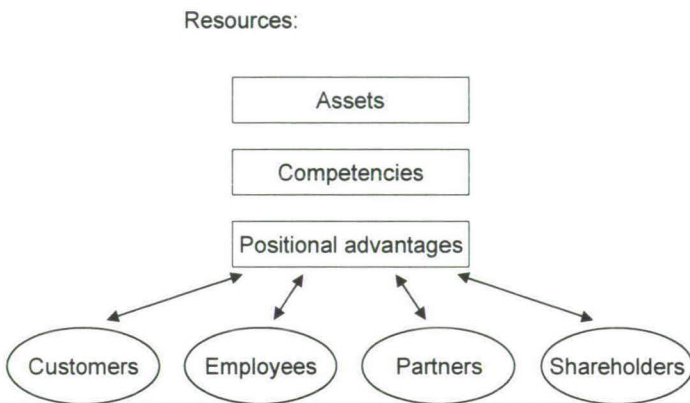 Resources:
Assets
Competencies
Positional advantages
Customers
Employees
Partners
Shareholders